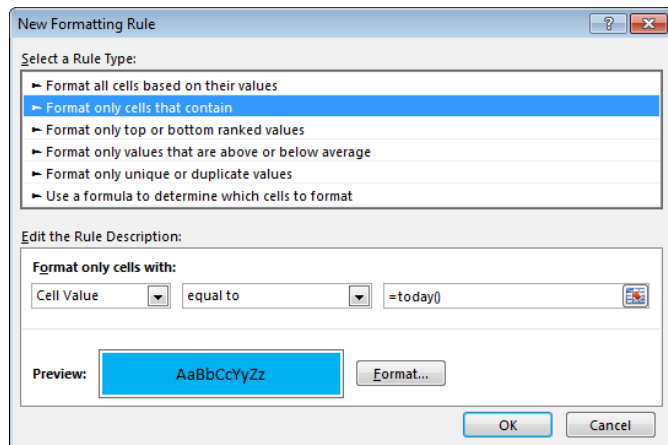 New Formatting Rule
Select a Rule Type:
► Format all cells based on their values
► Format only cells that contain
► Format only top or bottom ranked values
► Format only values that are above or below average
► Format only unique or duplicate values
► Use a formula to determine which cells to format
Edit the Rule Description:
Format only cells with:
Cell Value equal to =today()
Preview: AaBbCcYyZz Format...
OK Cancel